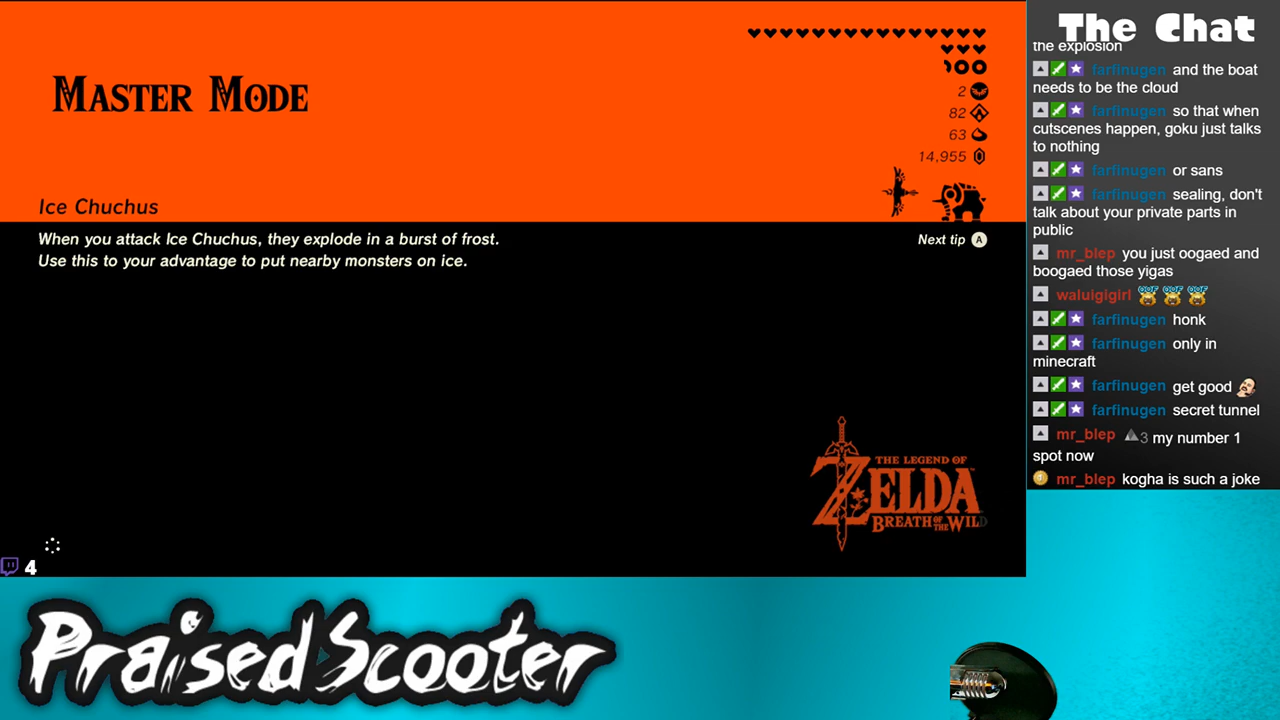 The Chat
the explosion
farfinugen and the boat
needs to be the cloud
farfinugen so that when
cutscenes happen, goku just talks
to nothing
farfinugen or sans
farfinugen sealing, don't
talk about your private parts in
public
mr_blep you just oogaed and
boogaed those yigas
waluigigirl
farfinugen honk
farfinugen only in
minecraft
farfinugen get good
farfinugen secret tunnel
mr_blep 3 my number 1
spot now
mr_blep kogha is such a joke
Master Mode
2
82
63
14,955
Ice Chuchus
When you attack Ice Chuchus, they explode in a burst of frost.
Use this to your advantage to put nearby monsters on ice.
Next tip A
THE LEGEND OF
ZELDA
BREATH OF THE WILD
4
PraisedScooter